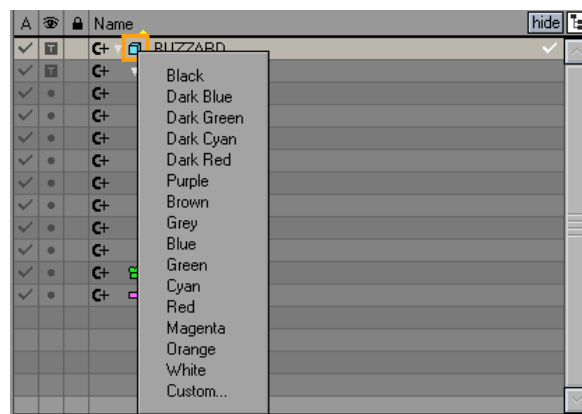 A Name hide
T C+ BUZZARD
T C+
C+
C+
C+
C+
C+
C+
C+
C+
C+
C+
Black
Dark Blue
Dark Green
Dark Cyan
Dark Red
Purple
Brown
Grey
Blue
Green
Cyan
Red
Magenta
Orange
White
Custom...